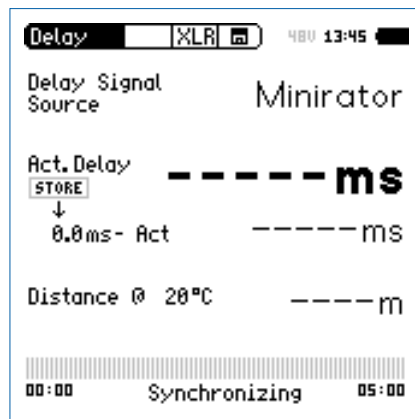 Delay XLR 48V 13:45
Delay Signal
Source
Minirator
Act. Delay
-----ms
STORE
↓
0.0ms- Act
-----ms
Distance @ 20°C
----m
00:00 Synchronizing 05:00